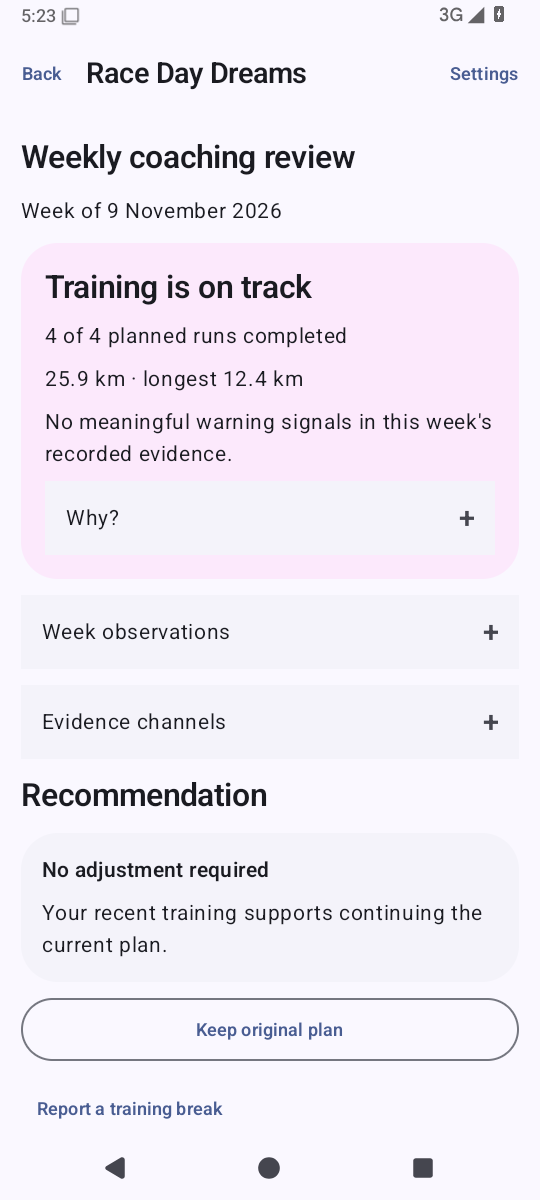 5:23 3G
Back Race Day Dreams Settings
Weekly coaching review
Week of 9 November 2026
Training is on track
4 of 4 planned runs completed
25.9 km · longest 12.4 km
No meaningful warning signals in this week's
recorded evidence.
Why? +
Week observations +
Evidence channels +
Recommendation
No adjustment required
Your recent training supports continuing the
current plan.
Keep original plan
Report a training break